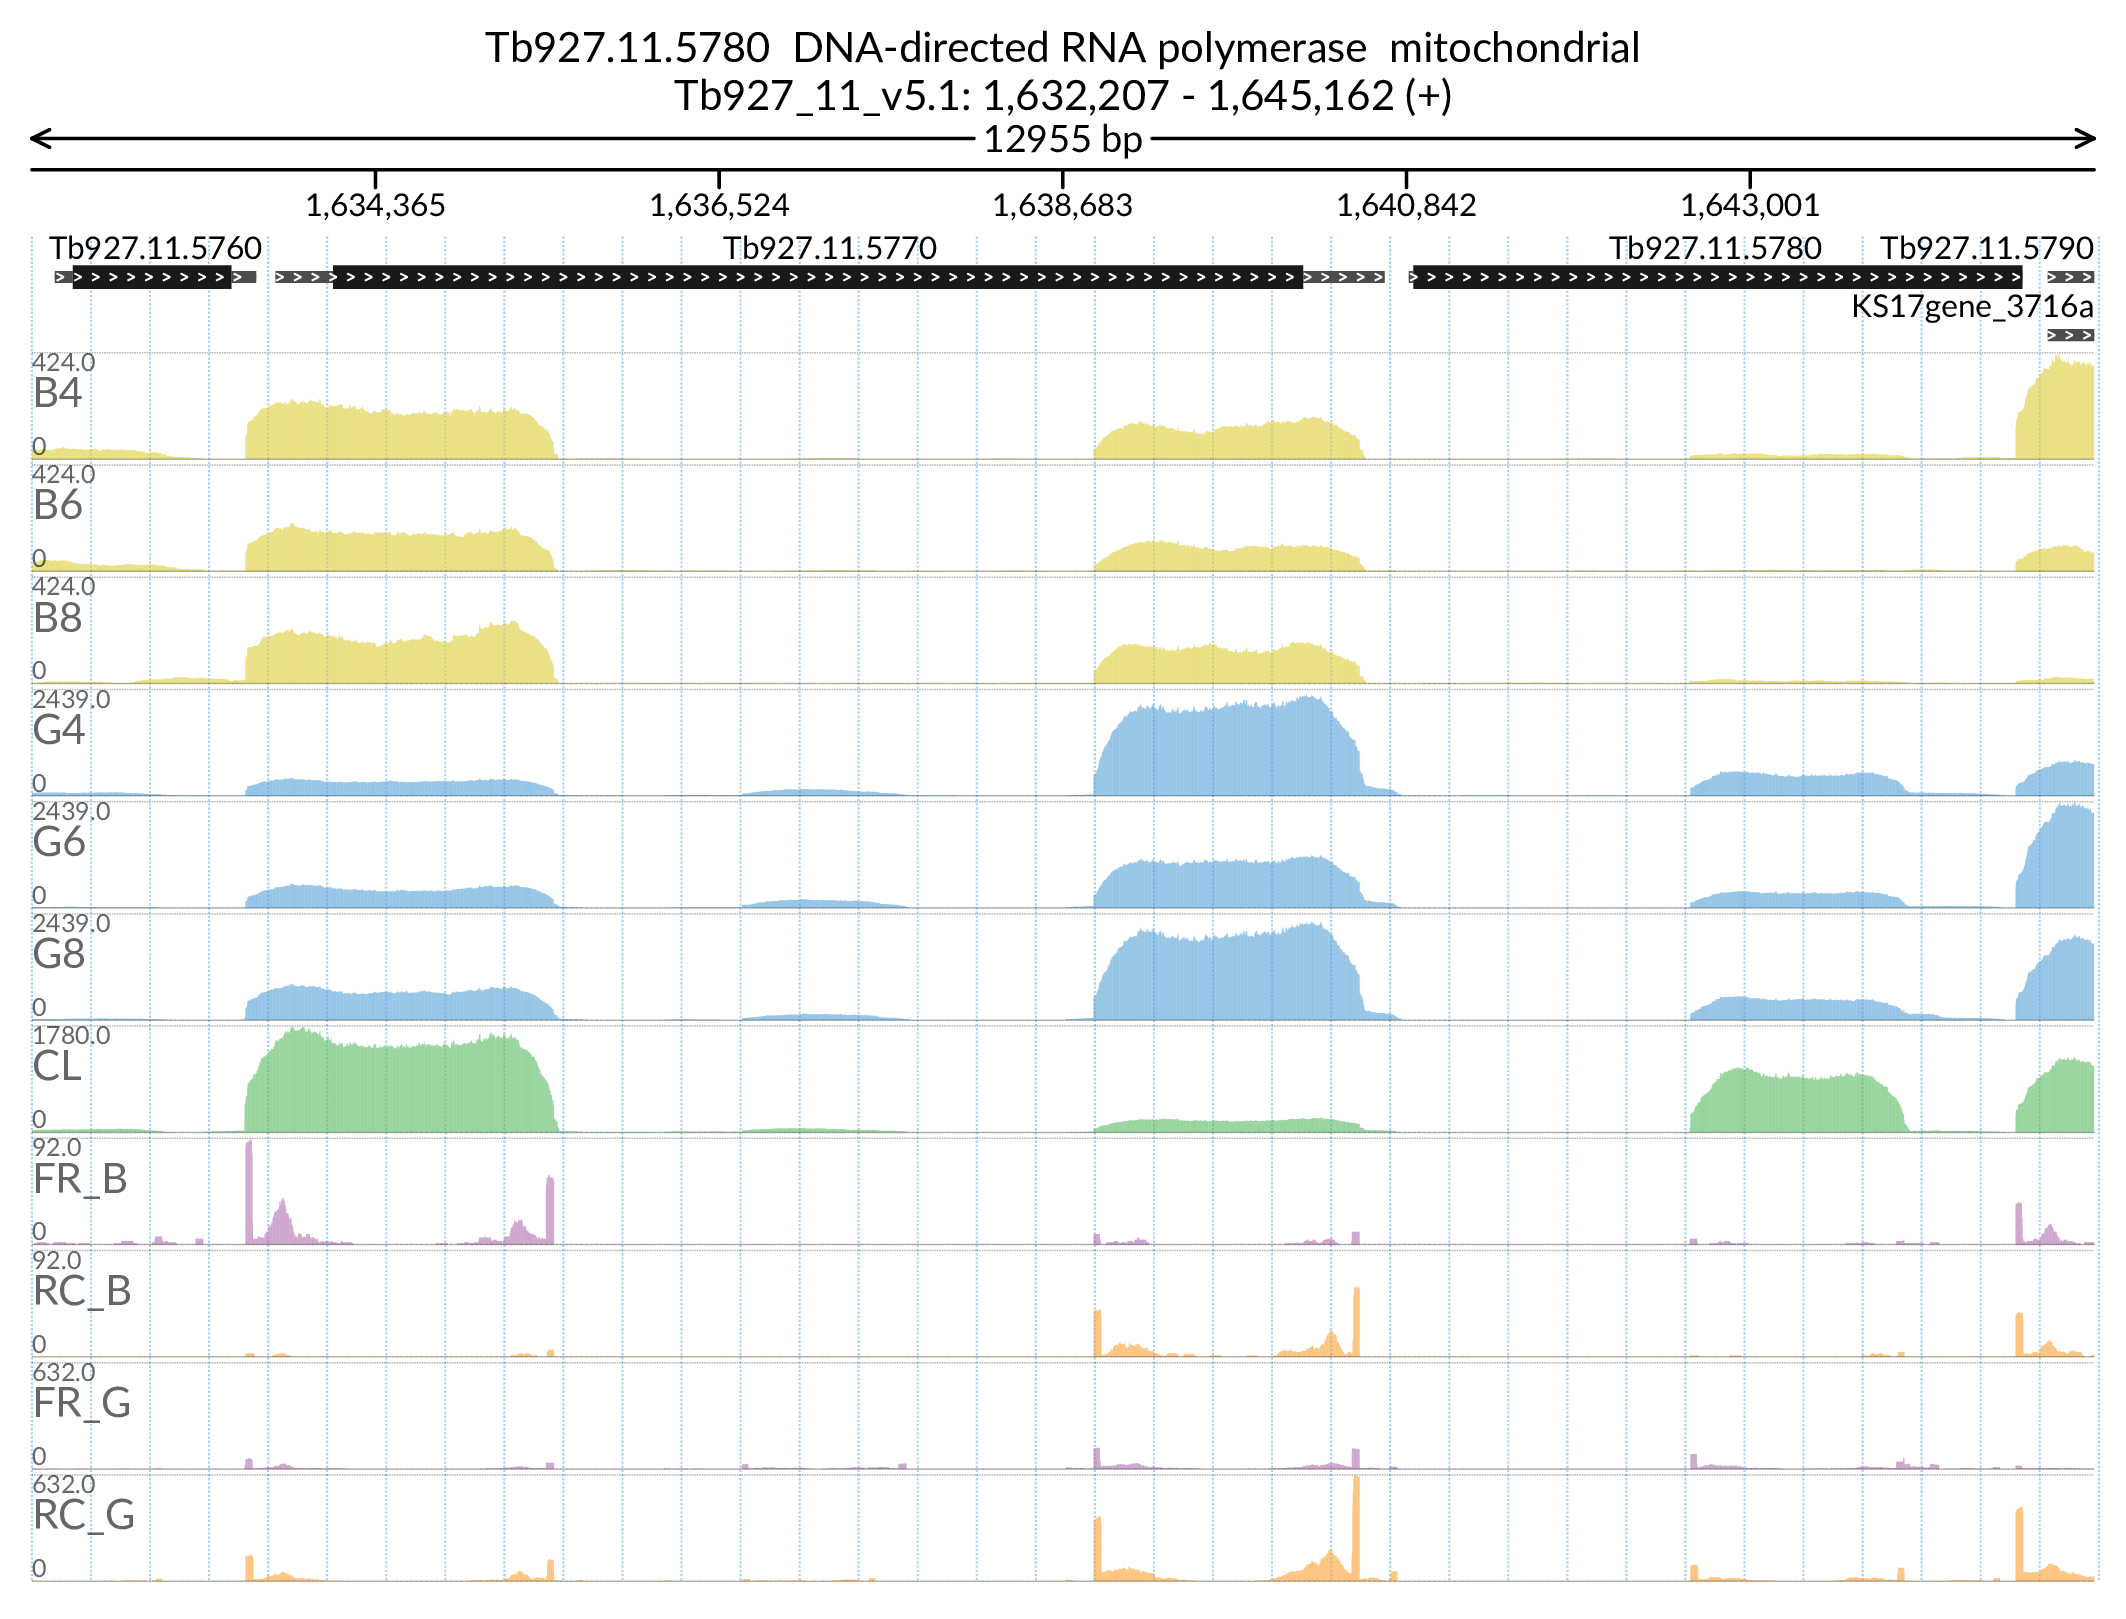 Tb927.11.5780  DNA-directed RNA polymerase  mitochondrial
Tb927_11_v5.1: 1,632,207 - 1,645,162 (+)
12955 bp
1,634,365 1,636,524 1,638,683 1,640,842 1,643,001
Tb927.11.5760 Tb927.11.5770 Tb927.11.5780 Tb927.11.5790
KS17gene_3716a
424.0
B4
0
424.0
B6
0
424.0
B8
0
2439.0
G4
0
2439.0
G6
0
2439.0
G8
0
1780.0
CL
0
92.0
FR_B
0
92.0
RC_B
0
632.0
FR_G
0
632.0
RC_G
0